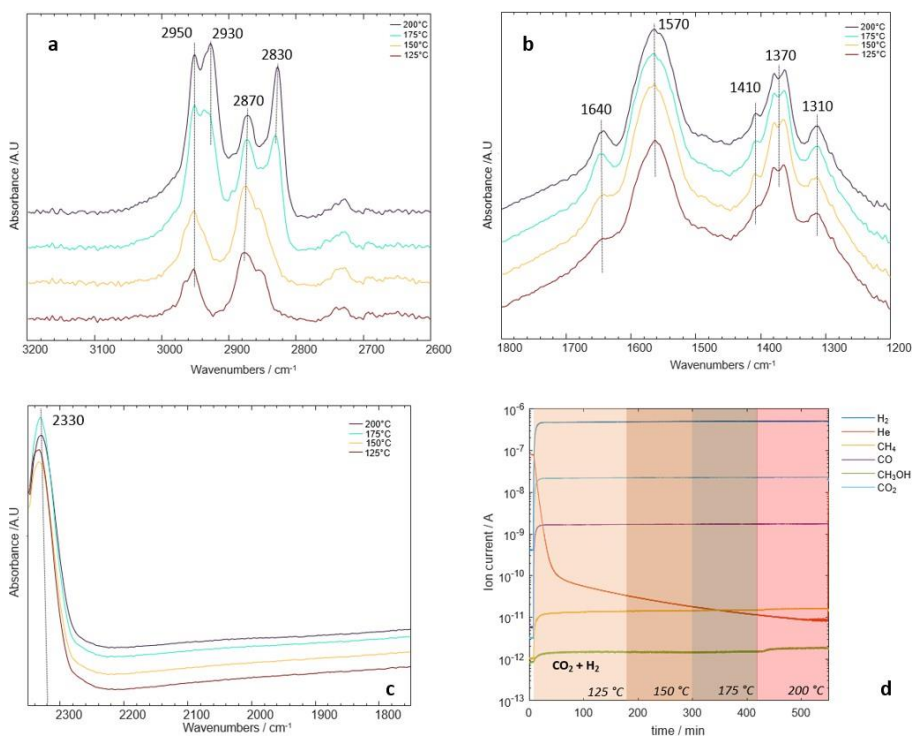 a
2950
2930
2870
2830
200°C
175°C
150°C
125°C
Absorbance /A.U
3200
3100
3000
2900
2800
2700
2600
Wavenumbers / cm-1
b
1640
1570
1410
1370
1310
200°C
175°C
150°C
125°C
Absorbance /A.U
1800
1700
1600
1500
1400
1300
1200
Wavenumbers / cm-1
2330
200°C
175°C
150°C
125°C
Absorbance /A.U
c
2300
2200
2100
2000
1900
1800
Wavenumbers/ cm-1
10-6
10-7
10-8
10-9
10-10
10-11
10-12
10-13
Ion current / A
H2
He
CH4
CO
CH3OH
CO2
CO2 + H2
125 °C
150 °C
175 °C
200 °C
d
0
100
200
300
400
500
time / min